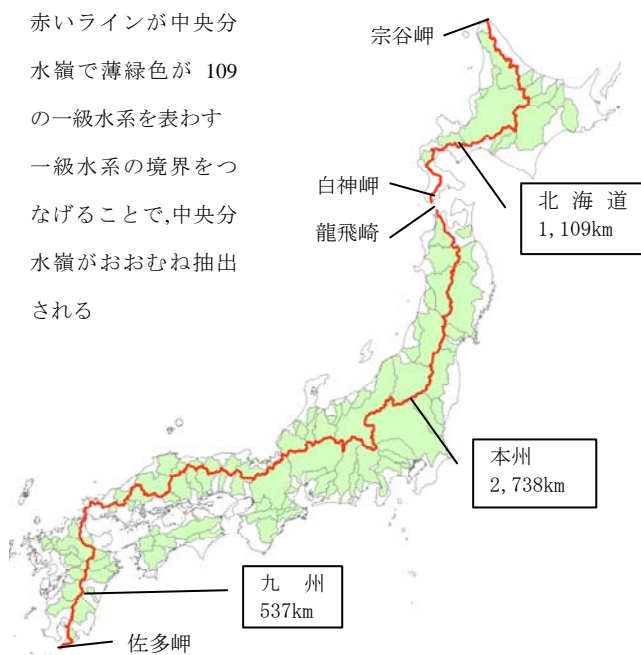 赤いラインが中央分
水嶺で薄緑色が 109
の一級水系を表わす
一級水系の境界をつ
なげることで,中央分
水嶺がおおむね抽出
される
宗谷岬
白神岬
龍飛崎
北 海 道
1,109km
本州
2,738km
九 州
537km
佐多岬